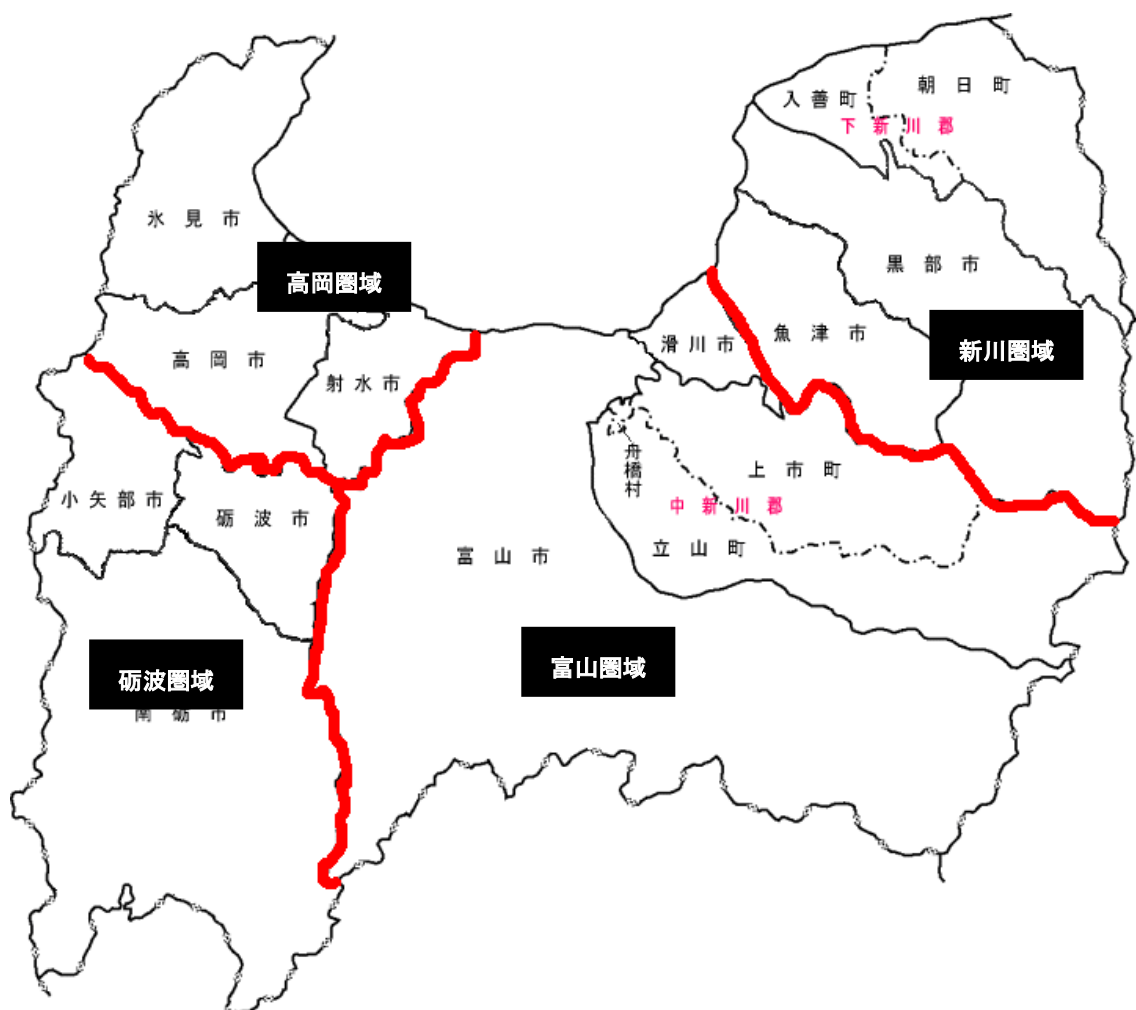 朝日町
入善町
下新川郡
氷見市
黒部市
高岡圏域
魚津市
滑川市
新川圏域
高岡市
射水市
舟橋村
上市町
小矢部市
砺波市
中新川郡
立山町
富山市
砺波圏域
富山圏域
南砺市